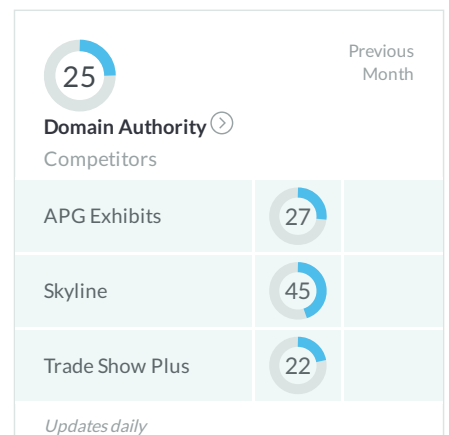 25
Previous
Month
Domain Authority
Competitors
APG Exhibits 27
Skyline 45
Trade Show Plus 22
Updates daily